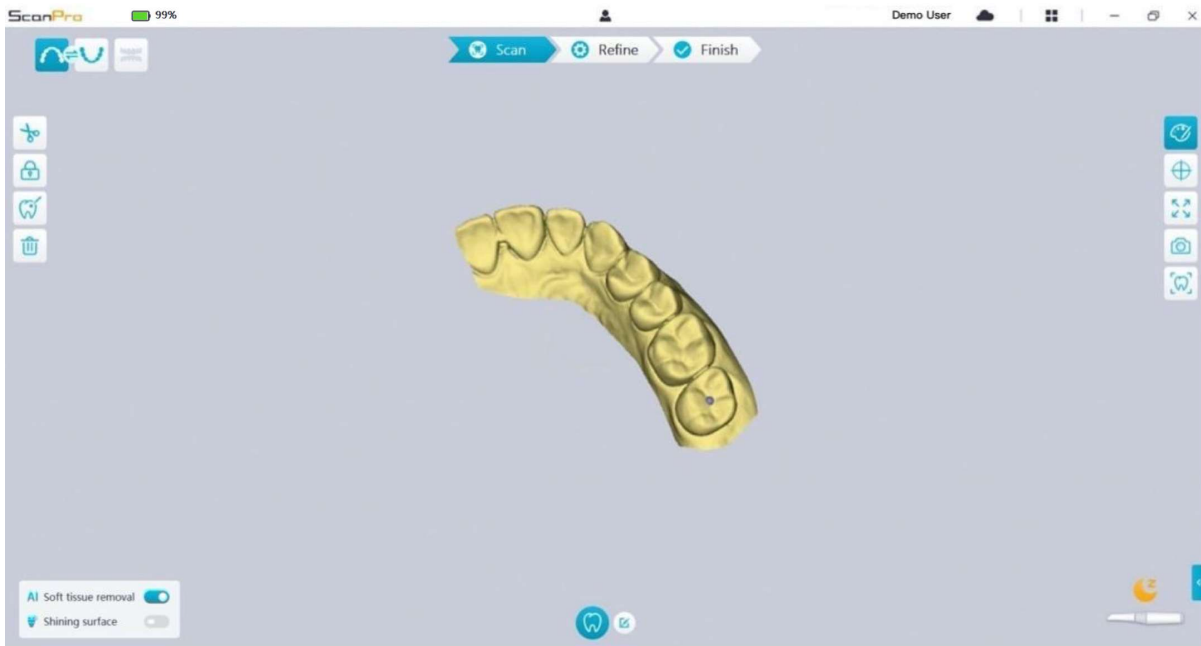 ScanPro
99%
Demo User
Scan
Refine
Finish
AI Soft tissue removal
Shining surface
z